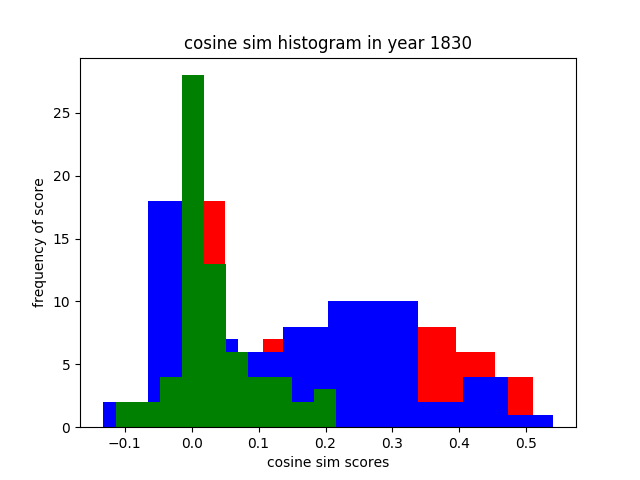 cosine sim histogram in year 1830
frequency of score
25
20
15
10
5
0
−0.1 0.0 0.1 0.2 0.3 0.4 0.5
cosine sim scores